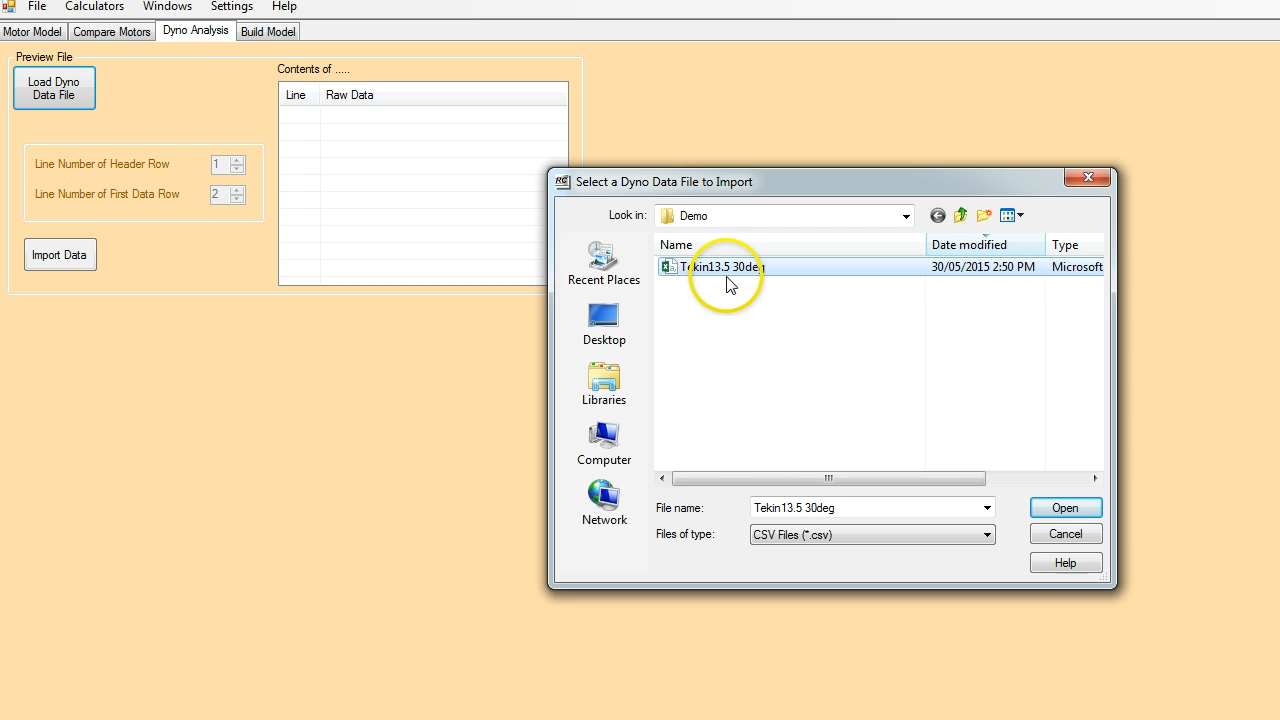 File Calculators Windows Settings Help
Motor Model Compare Motors Dyno Analysis Build Model
Preview File
Load Dyno
Data File
Contents of .....
Line Raw Data
Line Number of Header Row 1
Line Number of First Data Row 2
Import Data
RC Select a Dyno Data File to Import
Look in: Demo
Name Date modified Type
Tekin13.5 30deg 30/05/2015 2:50 PM Microsoft
Recent Places
Desktop
Libraries
Computer
Network
File name: Tekin13.5 30deg Open
Files of type: CSV Files (*.csv) Cancel
Help